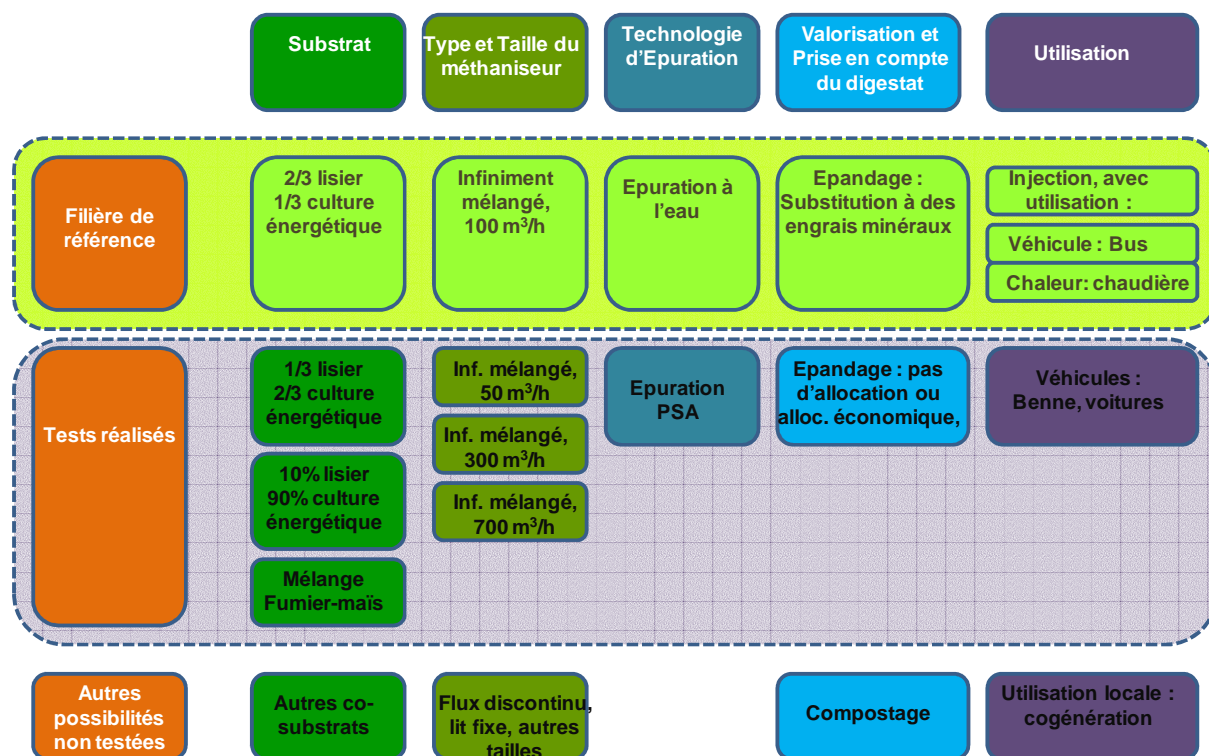 Substrat
Type et Taille du
méthaniseur
Technologie
d'Epuration
Valorisation et
Prise en compte
du digestat
Utilisation
Filière de
référence
2/3 lisier
1/3 culture
énergétique
Infiniment
mélangé,
100 m³/h
Epuration à
l'eau
Epandage :
Substitution à des
engrais minéraux
Injection, avec
utilisation :
Véhicule : Bus
Chaleur: chaudière
Tests réalisés
1/3 lisier
2/3 culture
énergétique
10% lisier
90% culture
énergétique
Mélange
Fumier-maïs
Inf. mélangé,
50 m³/h
Inf. mélangé,
300 m³/h
Inf. mélangé,
700 m³/h
Epuration
PSA
Epandage : pas
d'allocation ou
alloc. économique,
Véhicules :
Benne, voitures
Autres
possibilités
non testées
Autres co-
substrats
Flux discontinu,
lit fixe, autres
tailles
Compostage
Utilisation locale :
cogénération